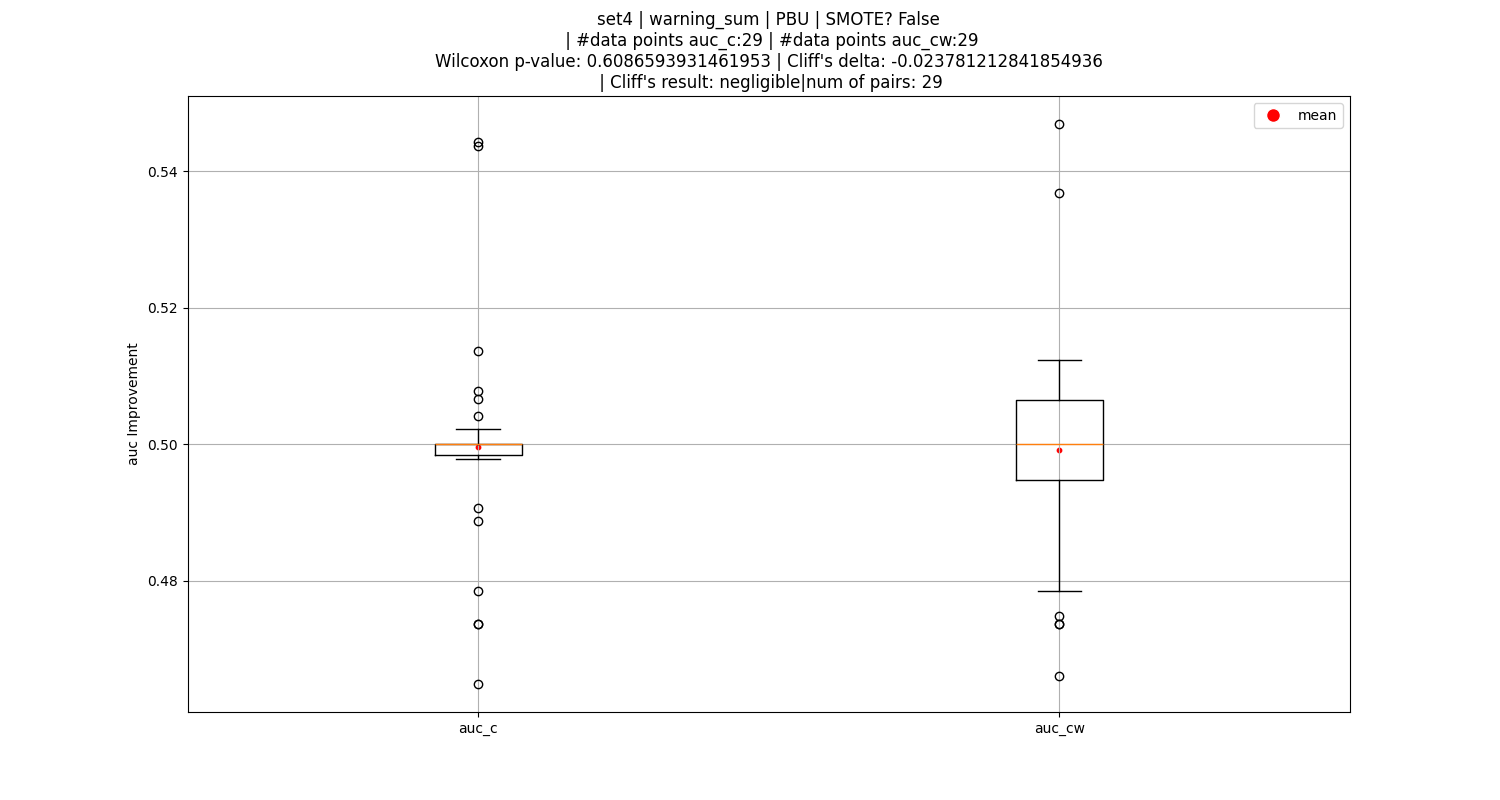 set4 | warning_sum | PBU | SMOTE? False
| #data points auc_c:29 | #data points auc_cw:29
Wilcoxon p-value: 0.6086593931461953 | Cliff's delta: -0.023781212841854936
| Cliff's result: negligible|num of pairs: 29
mean
0.54
0.52
0.50
0.48
auc Improvement
auc_c
auc_cw